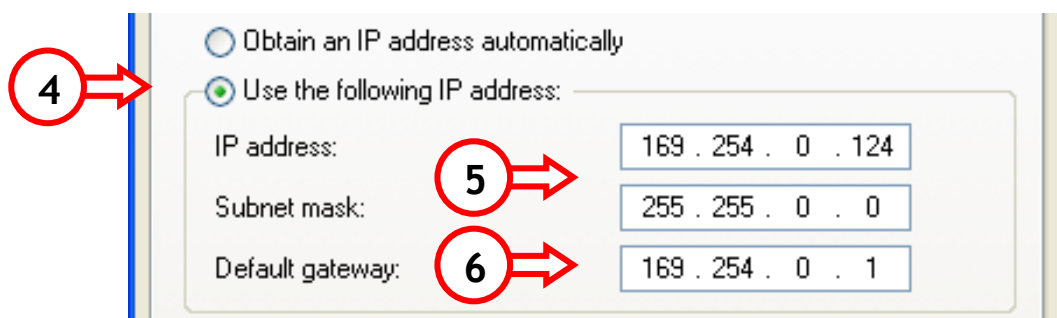 Obtain an IP address automatically
4 Use the following IP address:
IP address: 169 . 254 . 0 . 124
5
Subnet mask: 255 . 255 . 0 . 0
Default gateway: 6 169 . 254 . 0 . 1